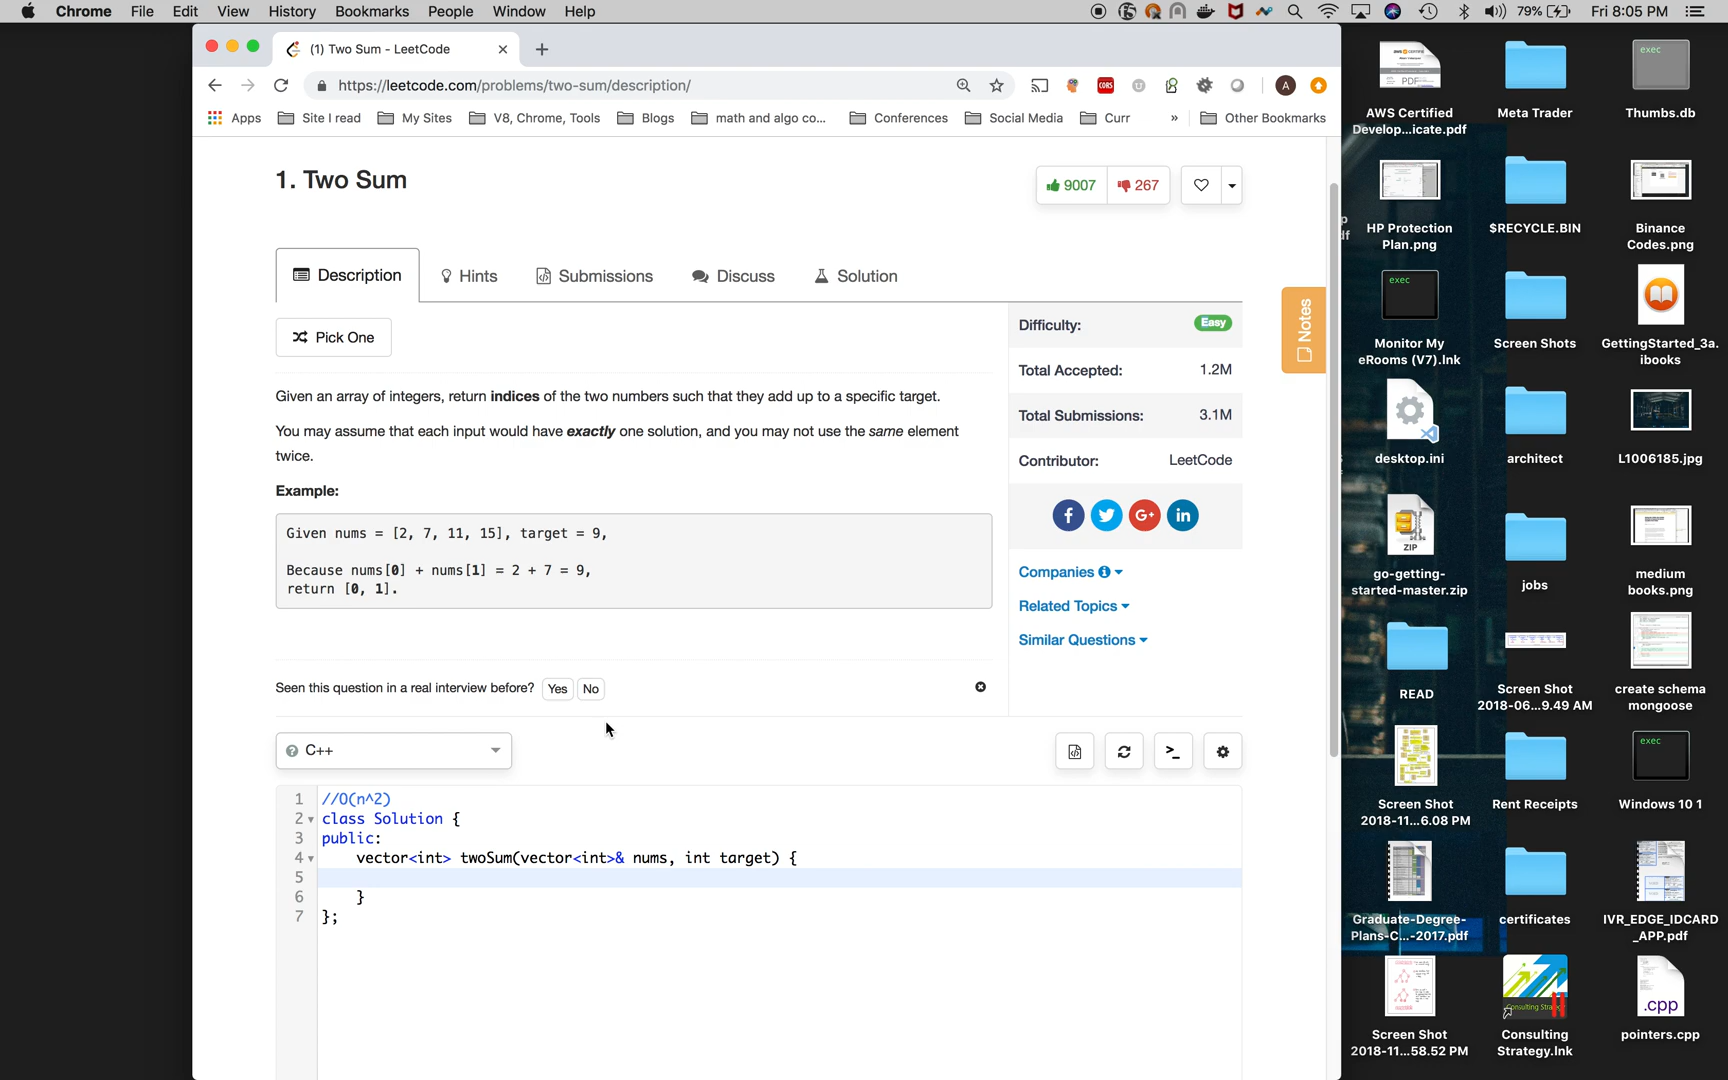 Chrome File Edit View History Bookmarks People Window Help 79% Fri 8:05 PM
(1) Two Sum - LeetCode
https://leetcode.com/problems/two-sum/description/
CORS
A
Apps Site I read My Sites V8, Chrome, Tools Blogs math and algo co... Conferences Social Media Curr » Other Bookmarks
1. Two Sum
9007 267
Description Hints Submissions Discuss Solution
Pick One
Given an array of integers, return indices of the two numbers such that they add up to a specific target.
You may assume that each input would have exactly one solution, and you may not use the same element
twice.
Example:
Given nums = [2, 7, 11, 15], target = 9,
Because nums[0] + nums[1] = 2 + 7 = 9,
return [0, 1].
Difficulty: Easy
Total Accepted: 1.2M
Total Submissions: 3.1M
Contributor: LeetCode
f G+ in
Companies
Related Topics
Similar Questions
Notes
Seen this question in a real interview before? Yes No
C++
>_
1 //O(n^2)
2 class Solution {
3 public:
4 vector<int> twoSum(vector<int>& nums, int target) {
5
6 }
7 };
PDF
exec
AWS Certified
Develop...icate.pdf
Meta Trader
Thumbs.db
HP Protection
Plan.png
$RECYCLE.BIN
Binance
Codes.png
exec
Monitor My
eRooms (V7).lnk
Screen Shots
GettingStarted_3a.
ibooks
desktop.ini
architect
L1006185.jpg
ZIP
go-getting-
started-master.zip
jobs
medium
books.png
READ
Screen Shot
2018-06...9.49 AM
create schema
mongoose
exec
Screen Shot
2018-11...6.08 PM
Rent Receipts
Windows 10 1
Graduate-Degree-
Plans-C...-2017.pdf
certificates
IVR_EDGE_IDCARD
_APP.pdf
.cpp
Screen Shot
2018-11...58.52 PM
Consulting
Strategy.lnk
pointers.cpp